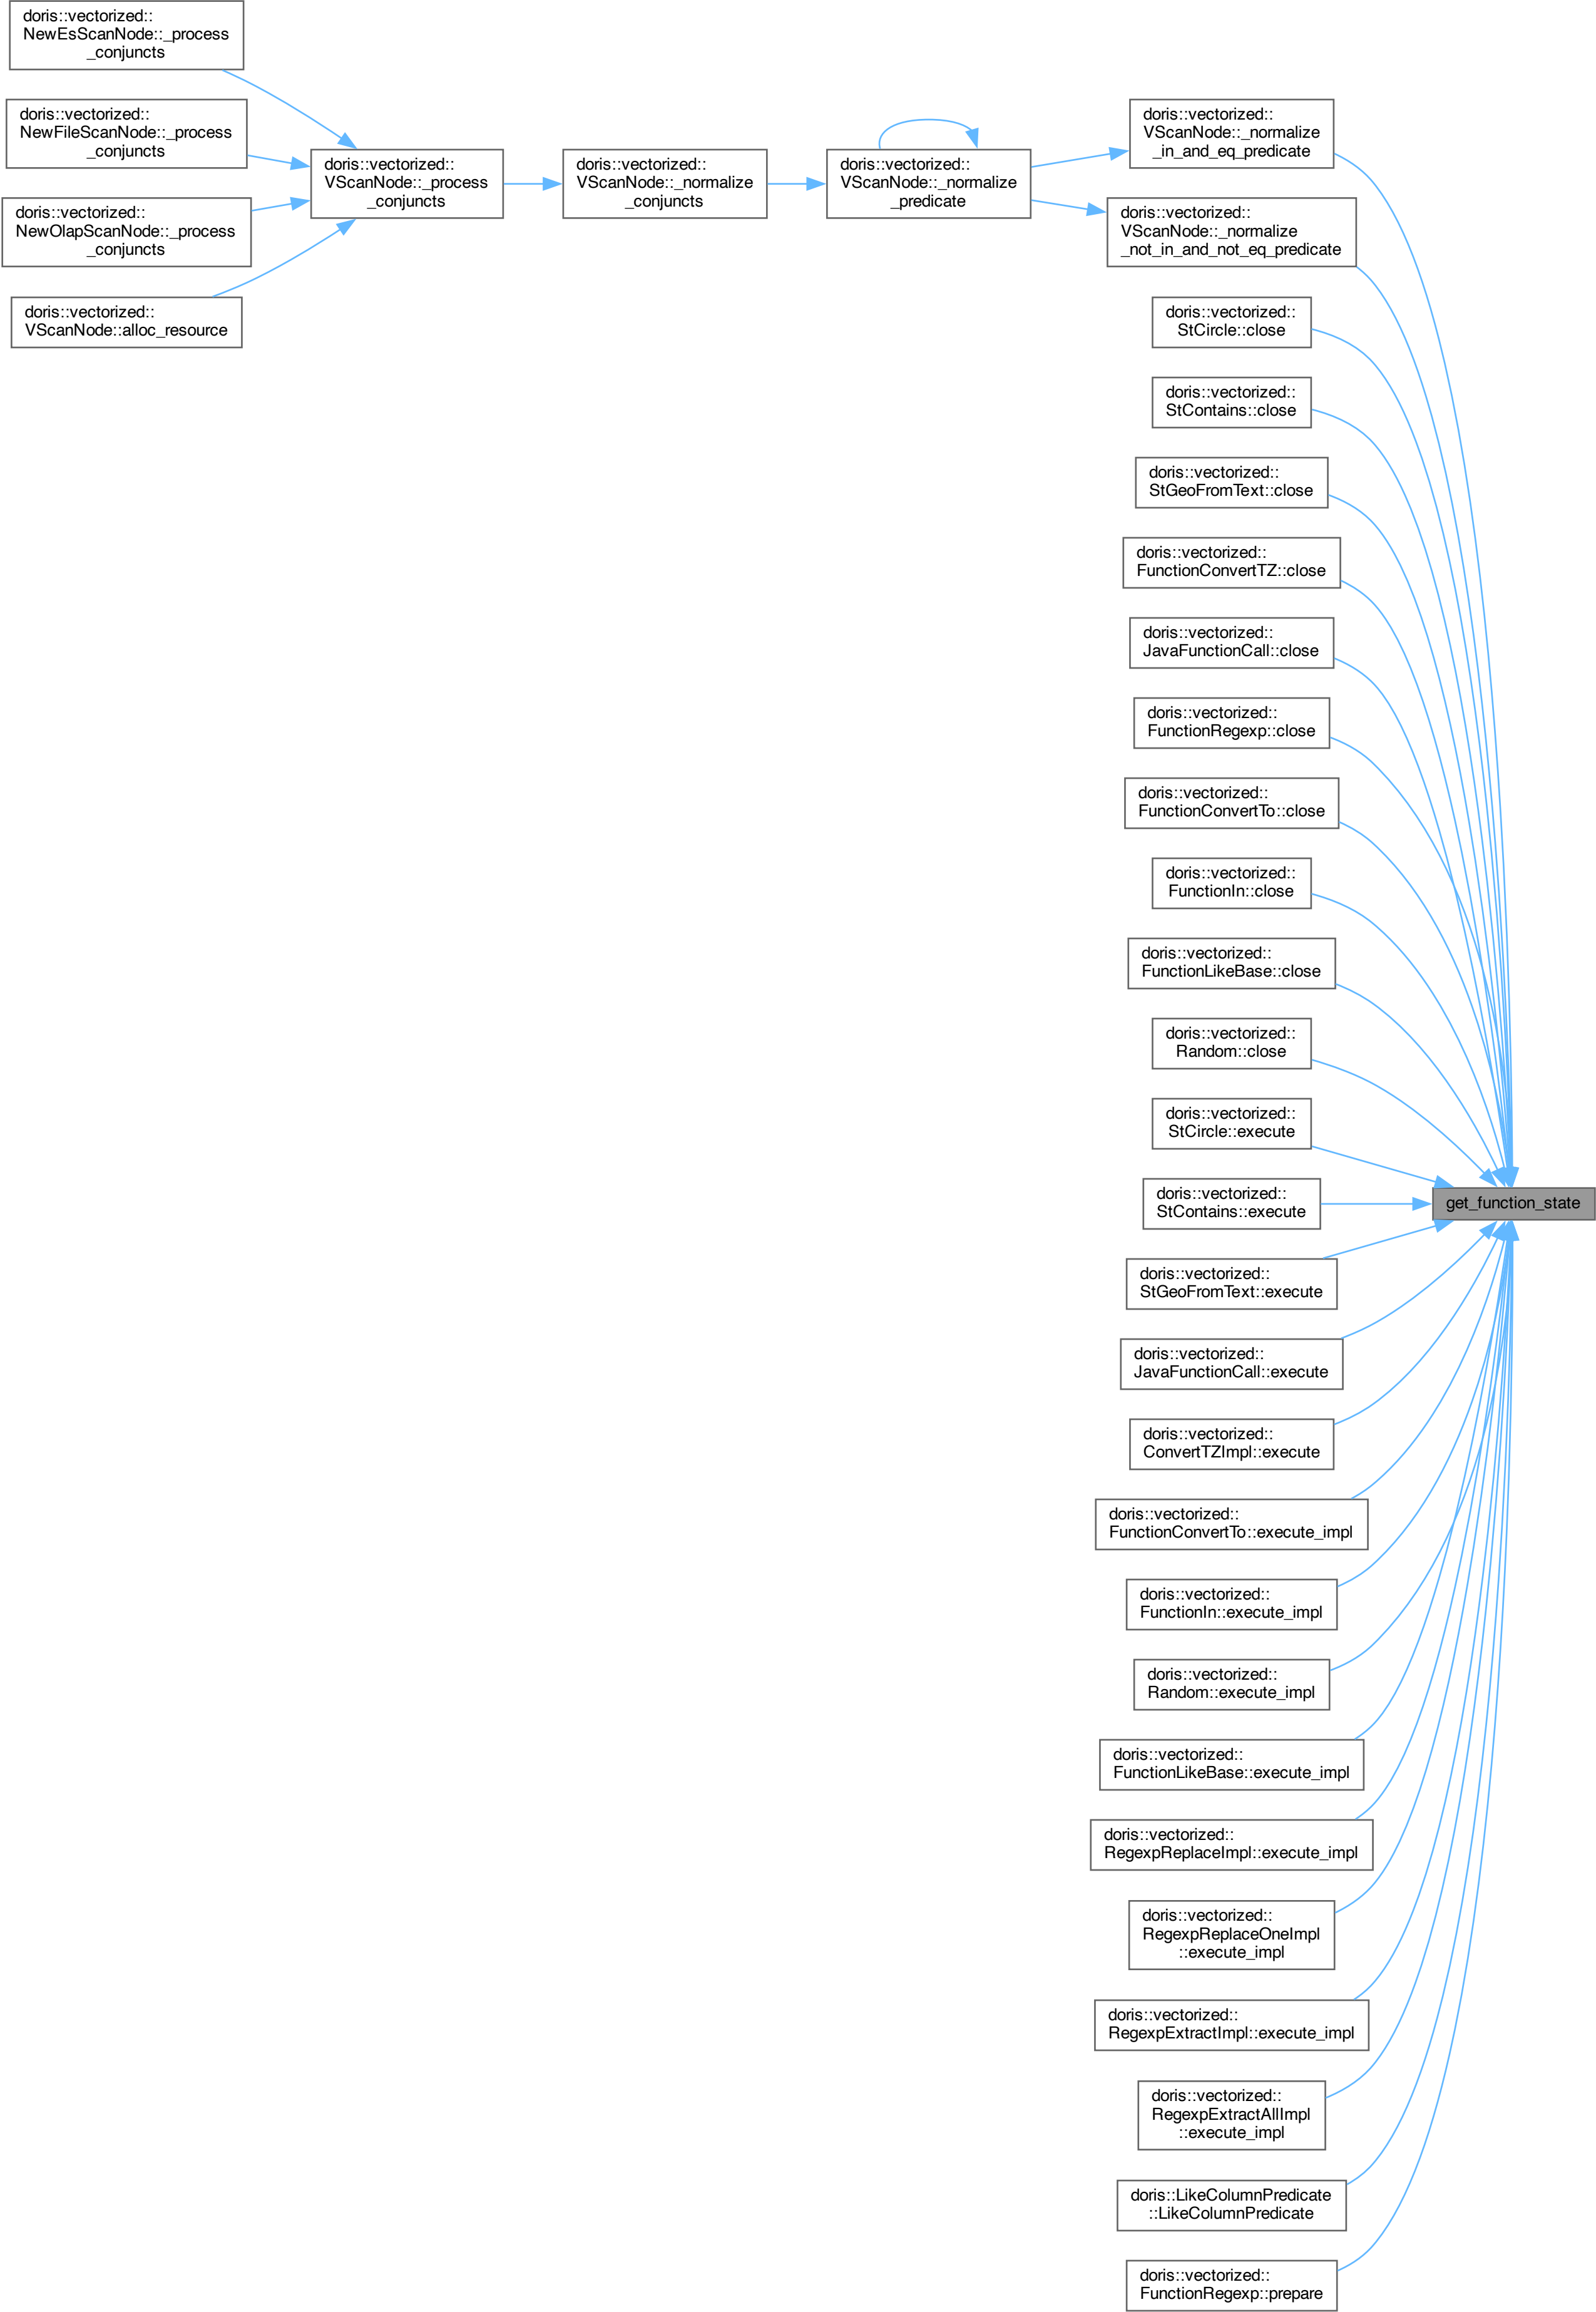 doris::vectorized::
NewEsScanNode::_process
_conjuncts
doris::vectorized::
NewFileScanNode::_process
_conjuncts
doris::vectorized::
NewOlapScanNode::_process
_conjuncts
doris::vectorized::
VScanNode::alloc_resource
doris::vectorized::
VScanNode::_process
_conjuncts
doris::vectorized::
VScanNode::_normalize
_conjuncts
doris::vectorized::
VScanNode::_normalize
_predicate
doris::vectorized::
VScanNode::_normalize
_in_and_eq_predicate
doris::vectorized::
VScanNode::_normalize
_not_in_and_not_eq_predicate
doris::vectorized::
StCircle::close
doris::vectorized::
StContains::close
doris::vectorized::
StGeoFromText::close
doris::vectorized::
FunctionConvertTZ::close
doris::vectorized::
JavaFunctionCall::close
doris::vectorized::
FunctionRegexp::close
doris::vectorized::
FunctionConvertTo::close
doris::vectorized::
FunctionIn::close
doris::vectorized::
FunctionLikeBase::close
doris::vectorized::
Random::close
doris::vectorized::
StCircle::execute
doris::vectorized::
StContains::execute
doris::vectorized::
StGeoFromText::execute
doris::vectorized::
JavaFunctionCall::execute
doris::vectorized::
ConvertTZImpl::execute
doris::vectorized::
FunctionConvertTo::execute_impl
doris::vectorized::
FunctionIn::execute_impl
doris::vectorized::
Random::execute_impl
doris::vectorized::
FunctionLikeBase::execute_impl
doris::vectorized::
RegexpReplaceImpl::execute_impl
doris::vectorized::
RegexpReplaceOneImpl
::execute_impl
doris::vectorized::
RegexpExtractImpl::execute_impl
doris::vectorized::
RegexpExtractAllImpl
::execute_impl
doris::LikeColumnPredicate
::LikeColumnPredicate
doris::vectorized::
FunctionRegexp::prepare
get_function_state